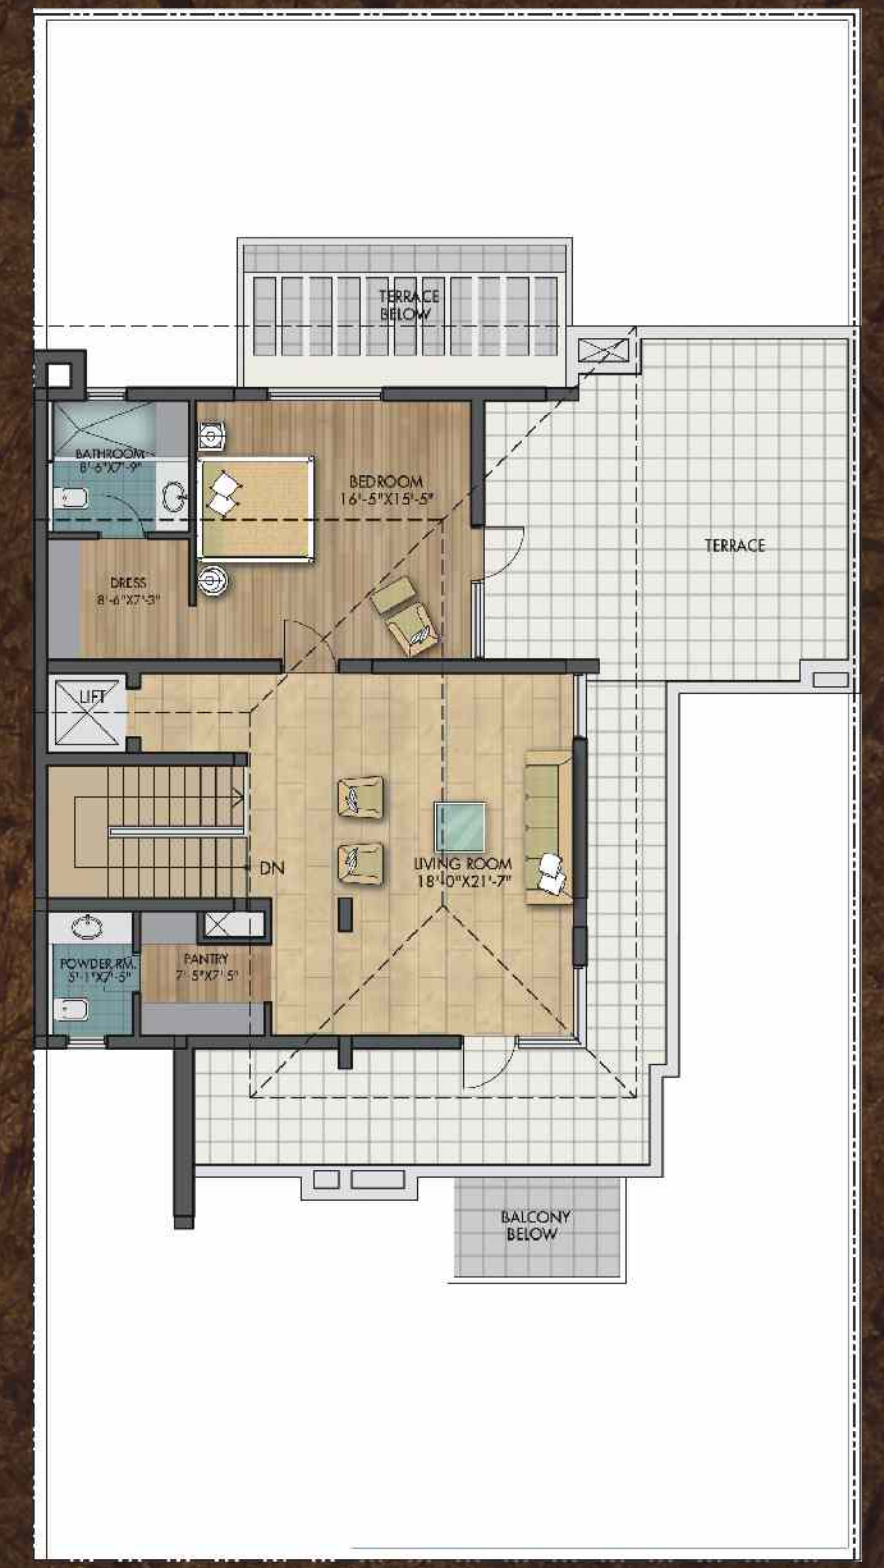 TERRACE
BELOW
BATHROOM
8'-6"X7'-9"
BEDROOM
16'-5"X15'-5"
TERRACE
DRESS
8'-6"X7'-3"
LIFT
LIVING ROOM
18'-0"X21'-7"
DN
POWDER RM.
5'-1"X7'-5"
PANTRY
7'-5"X7'-5"
BALCONY
BELOW